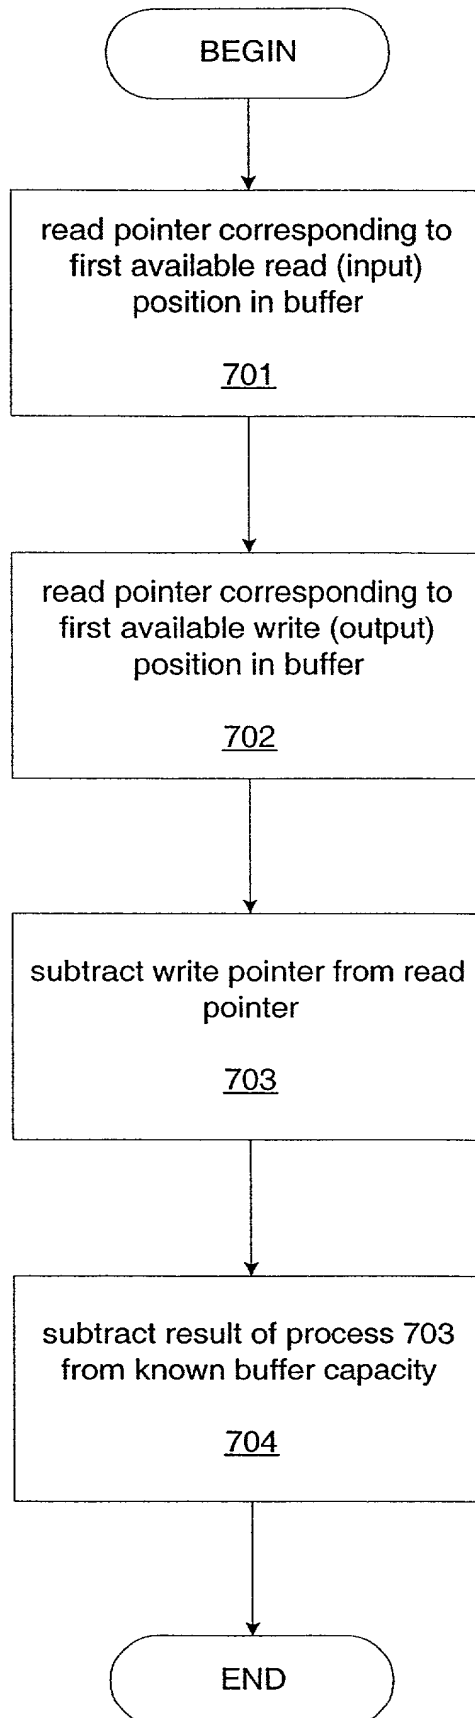 BEGIN
read pointer corresponding to
first available read (input)
position in buffer
701
read pointer corresponding to
first available write (output)
position in buffer
702
subtract write pointer from read
pointer
703
subtract result of process 703
from known buffer capacity
704
END